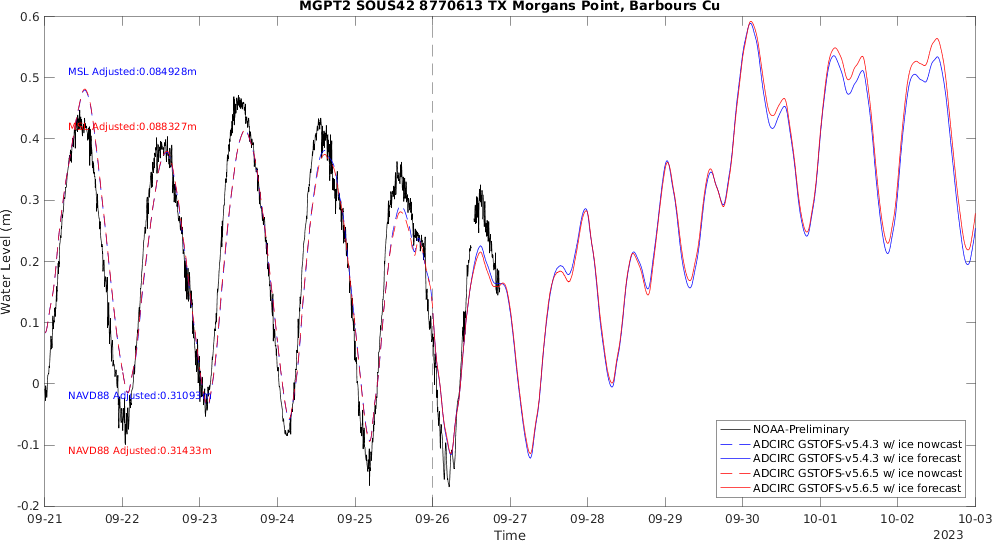 MGPT2 SOUS42 8770613 TX Morgans Point, Barbours Cu
0.6
0.5
0.4
0.3
0.2
0.1
0
-0.1
-0.2
Water Level (m)
MSL Adjusted:0.084928m
MSL Adjusted:0.088327m
NAVD88 Adjusted:0.31093m
NAVD88 Adjusted:0.31433m
NOAA-Preliminary
ADCIRC GSTOFS-v5.4.3 w/ ice nowcast
ADCIRC GSTOFS-v5.4.3 w/ ice forecast
ADCIRC GSTOFS-v5.6.5 w/ ice nowcast
ADCIRC GSTOFS-v5.6.5 w/ ice forecast
09-21 09-22 09-23 09-24 09-25 09-26 09-27 09-28 09-29 09-30 10-01 10-02 10-03
Time
2023